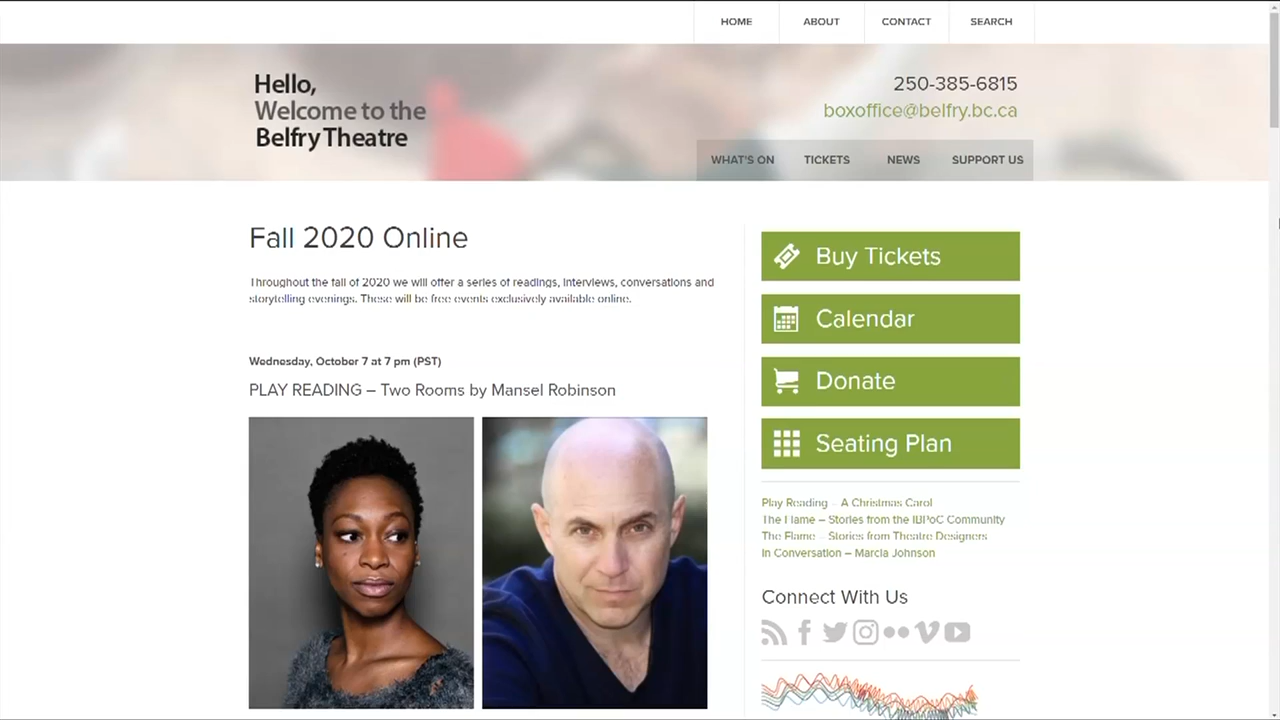 HOME ABOUT CONTACT SEARCH
Hello,
Welcome to the
Belfry Theatre
250-385-6815
boxoffice@belfry.bc.ca
WHAT'S ON TICKETS NEWS SUPPORT US
Fall 2020 Online
Throughout the fall of 2020 we will offer a series of readings, interviews, conversations and
storytelling evenings. These will be free events exclusively available online.
Wednesday, October 7 at 7 pm (PST)
PLAY READING – Two Rooms by Mansel Robinson
Buy Tickets
Calendar
Donate
Seating Plan
Play Reading – A Christmas Carol
The Flame – Stories from the IBPoC Community
The Flame – Stories from Theatre Designers
In Conversation – Marcia Johnson
Connect With Us